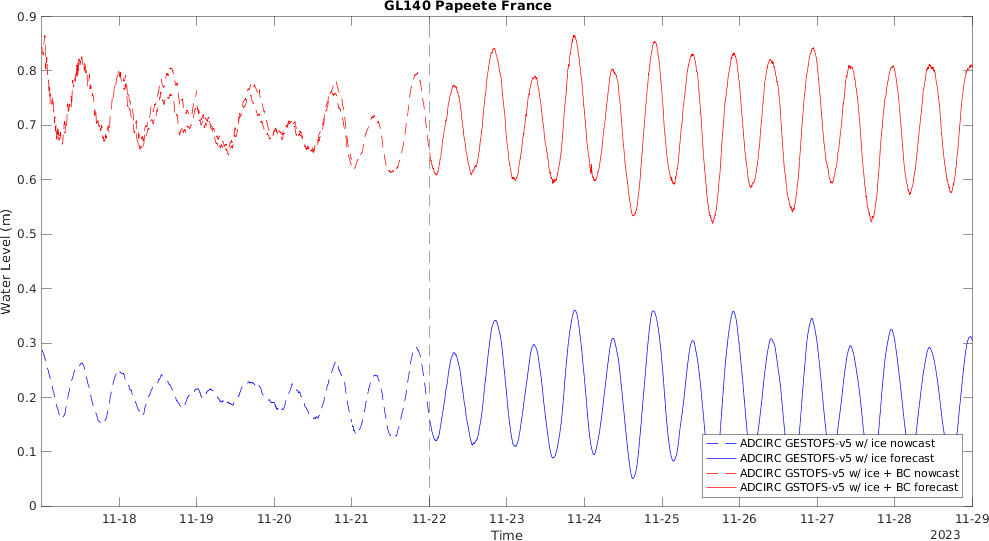 GL140 Papeete France
0.9
0.8
0.7
0.6
0.5
0.4
0.3
0.2
0.1
0
Water Level (m)
ADCIRC GESTOFS-v5 w/ ice nowcast
ADCIRC GESTOFS-v5 w/ ice forecast
ADCIRC GSTOFS-v5 w/ ice + BC nowcast
ADCIRC GSTOFS-v5 w/ ice + BC forecast
11-18 11-19 11-20 11-21 11-22 11-23 11-24 11-25 11-26 11-27 11-28 11-29
Time
2023